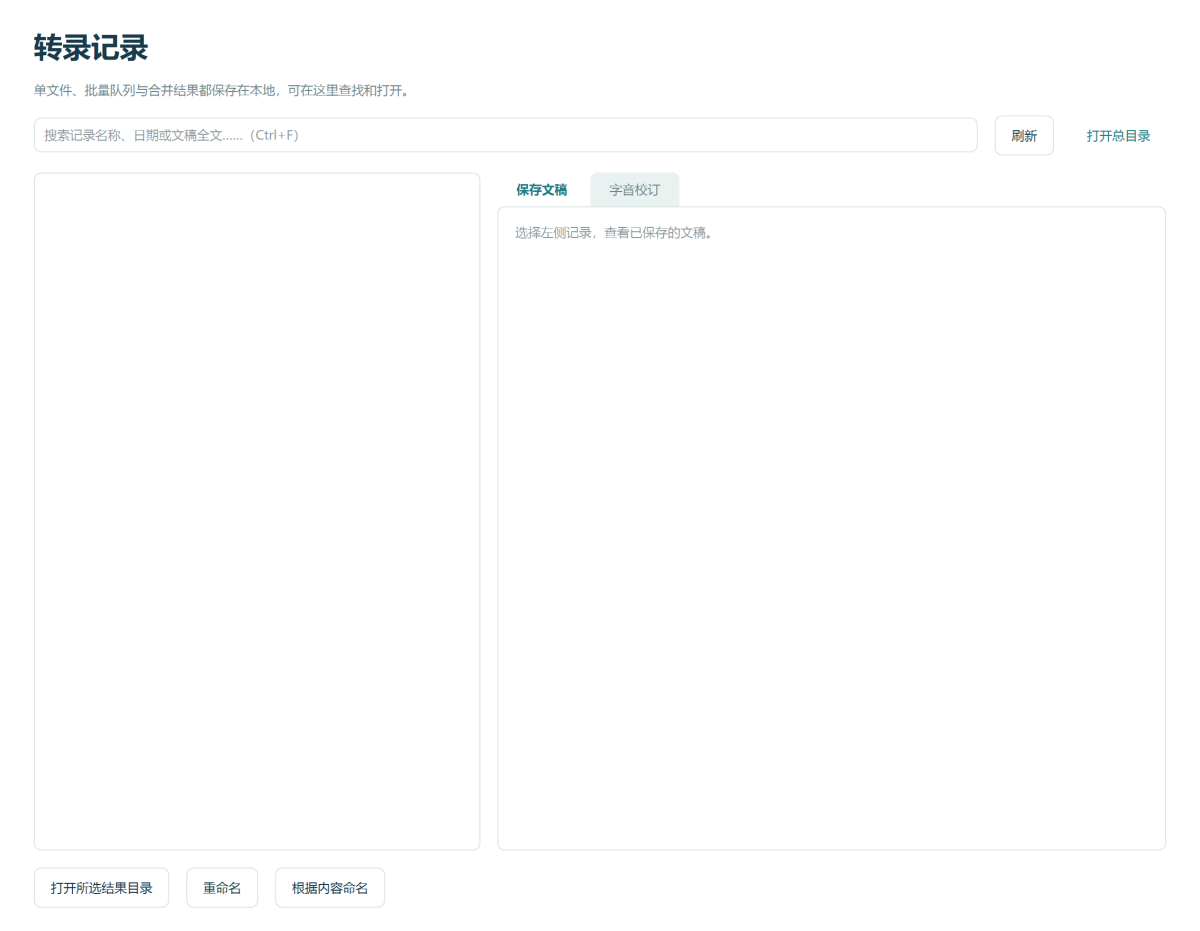 转录记录
单文件、批量队列与合并结果都保存在本地，可在这里查找和打开。
搜索记录名称、日期或文稿全文……（Ctrl+F）
刷新
打开总目录
保存文稿
字音校订
选择左侧记录，查看已保存的文稿。
打开所选结果目录
重命名
根据内容命名